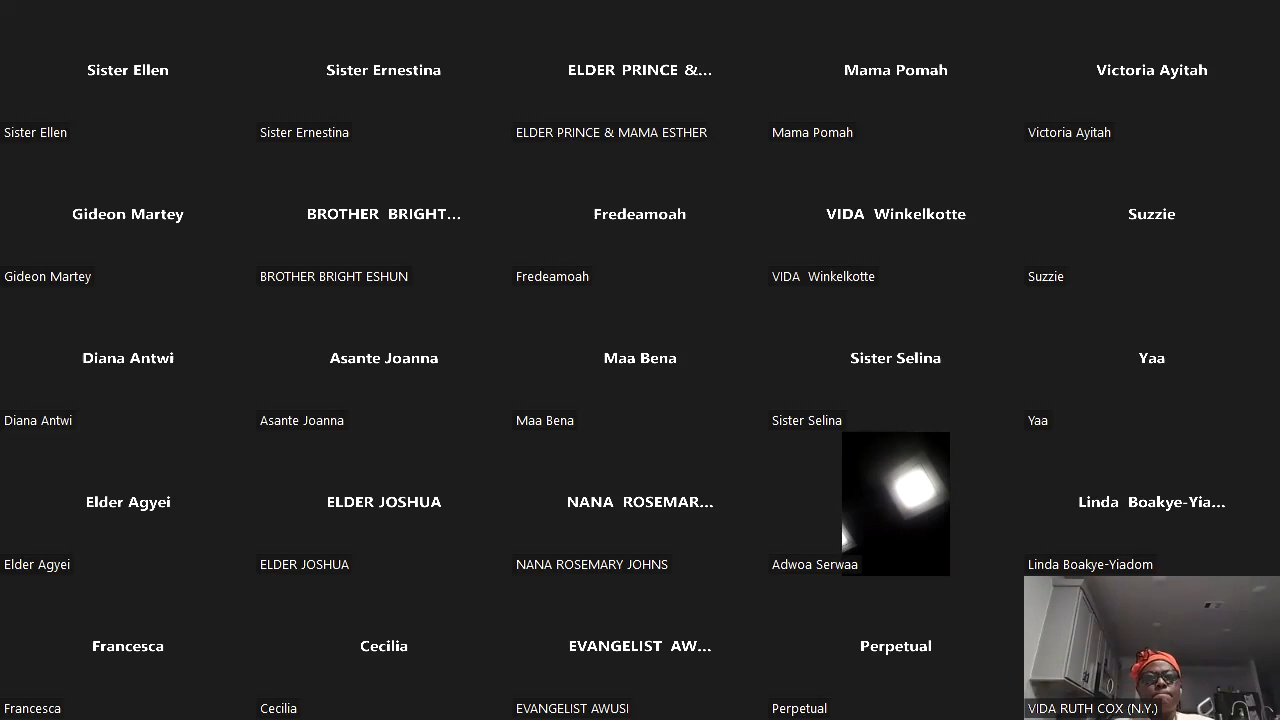 Sister Ellen
Sister Ernestina
ELDER PRINCE &...
Mama Pomah
Victoria Ayitah
Sister Ellen
Sister Ernestina
ELDER PRINCE & MAMA ESTHER
Mama Pomah
Victoria Ayitah
Gideon Martey
BROTHER BRIGHT...
Fredeamoah
VIDA Winkelkotte
Suzzie
Gideon Martey
BROTHER BRIGHT ESHUN
Fredeamoah
VIDA Winkelkotte
Suzzie
Diana Antwi
Asante Joanna
Maa Bena
Sister Selina
Yaa
Diana Antwi
Asante Joanna
Maa Bena
Sister Selina
Yaa
Elder Agyei
ELDER JOSHUA
NANA ROSEMAR...
Linda Boakye-Yia...
Elder Agyei
ELDER JOSHUA
NANA ROSEMARY JOHNS
Adwoa Serwaa
Linda Boakye-Yiadom
Francesca
Cecilia
EVANGELIST AW...
Perpetual
Francesca
Cecilia
EVANGELIST AWUSI
Perpetual
VIDA RUTH COX (N.Y.)